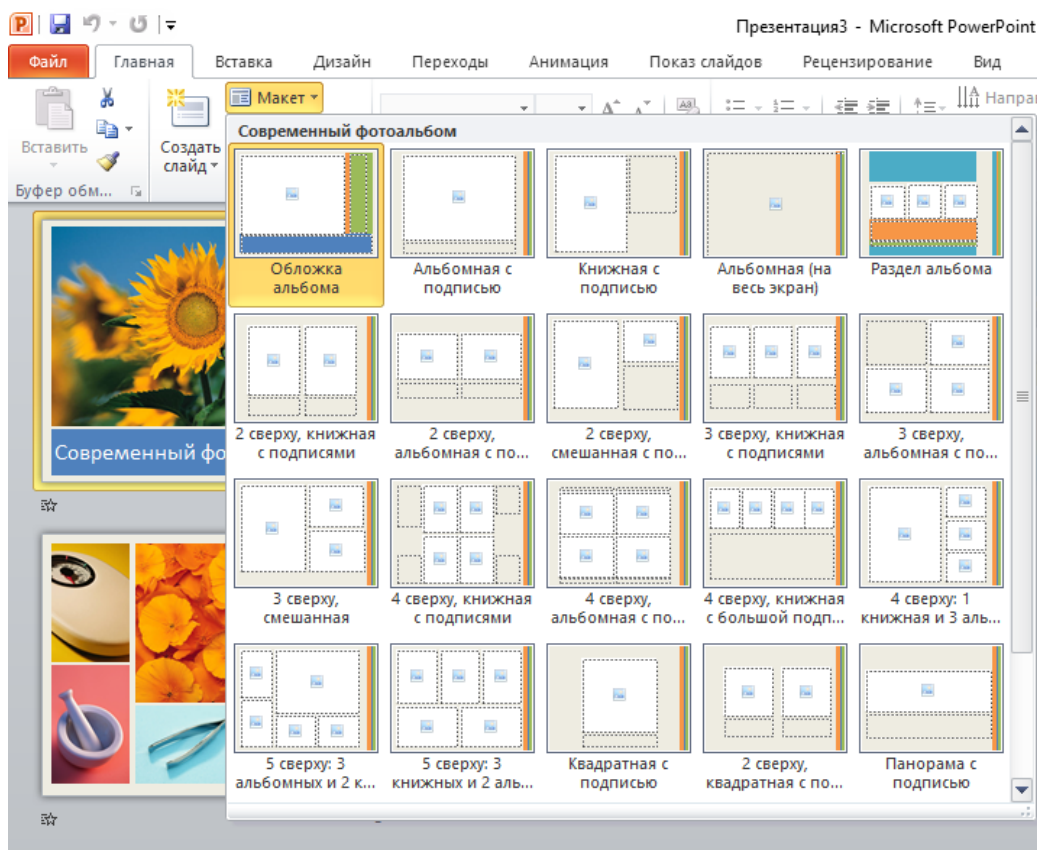 Презентация3 - Microsoft PowerPoint
Файл Главная Вставка Дизайн Переходы Анимация Показ слайдов Рецензирование Вид
Макет
Вставить
Создать
слайд
Буфер обм...
Современный фотоальбом
Обложка
альбома
Альбомная с
подписью
Книжная с
подписью
Альбомная (на
весь экран)
Раздел альбома
2 сверху, книжная
с подписями
2 сверху,
альбомная с по...
2 сверху,
смешанная с по...
3 сверху, книжная
с подписями
3 сверху,
альбомная с по...
3 сверху,
смешанная
4 сверху, книжная
с подписями
4 сверху,
альбомная с по...
4 сверху, книжная
с большой подп...
4 сверху: 1
книжная и 3 аль...
5 сверху: 3
альбомных и 2 к...
5 сверху: 3
книжных и 2 аль...
Квадратная с
подписью
2 сверху,
квадратная с по...
Панорама с
подписью
Современный фо